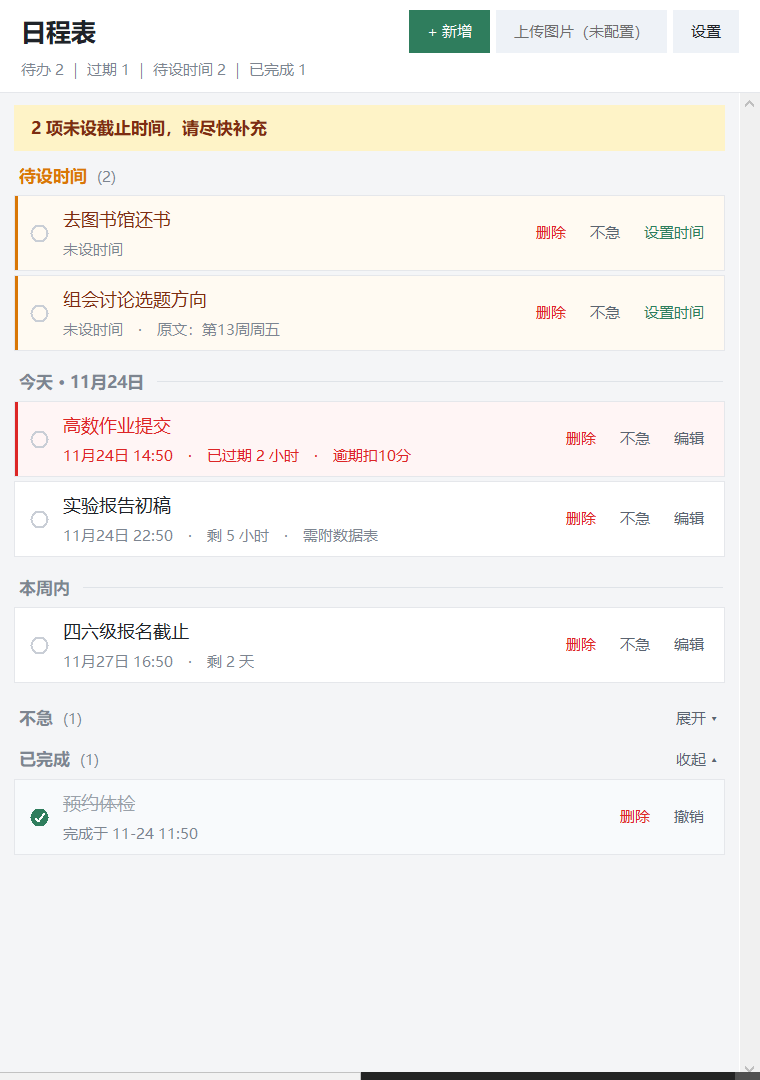 日程表
+ 新增
上传图片（未配置）
设置
待办 2 | 过期 1 | 待设时间 2 | 已完成 1
2 项未设截止时间，请尽快补充
待设时间 (2)
去图书馆还书
未设时间
删除 不急 设置时间
组会讨论选题方向
未设时间 · 原文：第13周周五
删除 不急 设置时间
今天 • 11月24日
高数作业提交
11月24日 14:50 · 已过期 2 小时 · 逾期扣10分
删除 不急 编辑
实验报告初稿
11月24日 22:50 · 剩 5 小时 · 需附数据表
删除 不急 编辑
本周内
四六级报名截止
11月27日 16:50 · 剩 2 天
删除 不急 编辑
不急 (1)
展开
已完成 (1)
收起
预约体检
完成于 11-24 11:50
删除 撤销